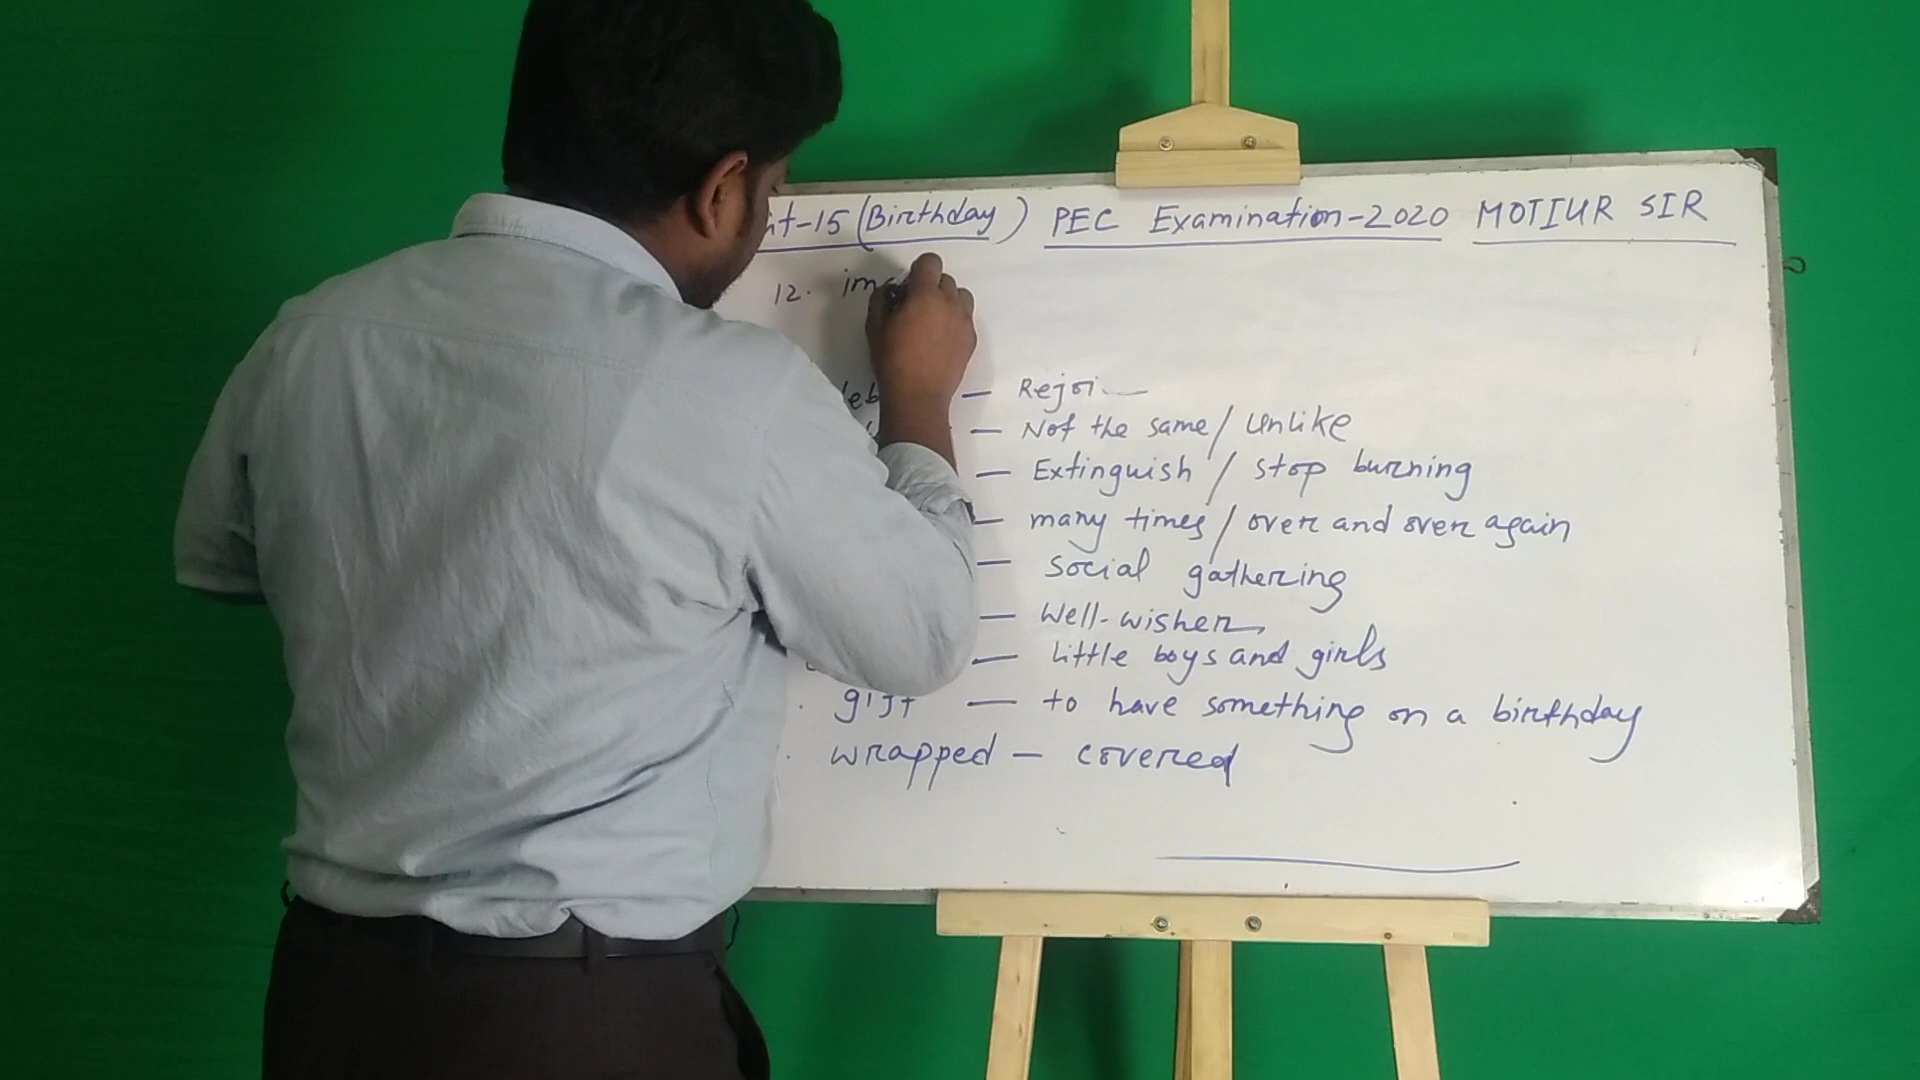 -15 (Birthday) PEC Examination-2020 MOTIUR SIR
12.
— Rejoi
— Not the same / Unlike
— Extinguish / stop burning
— many times / over and over again
— social gathering
— Well-wisher
— Little boys and girls
gift — to have something on a birthday
wrapped — covered